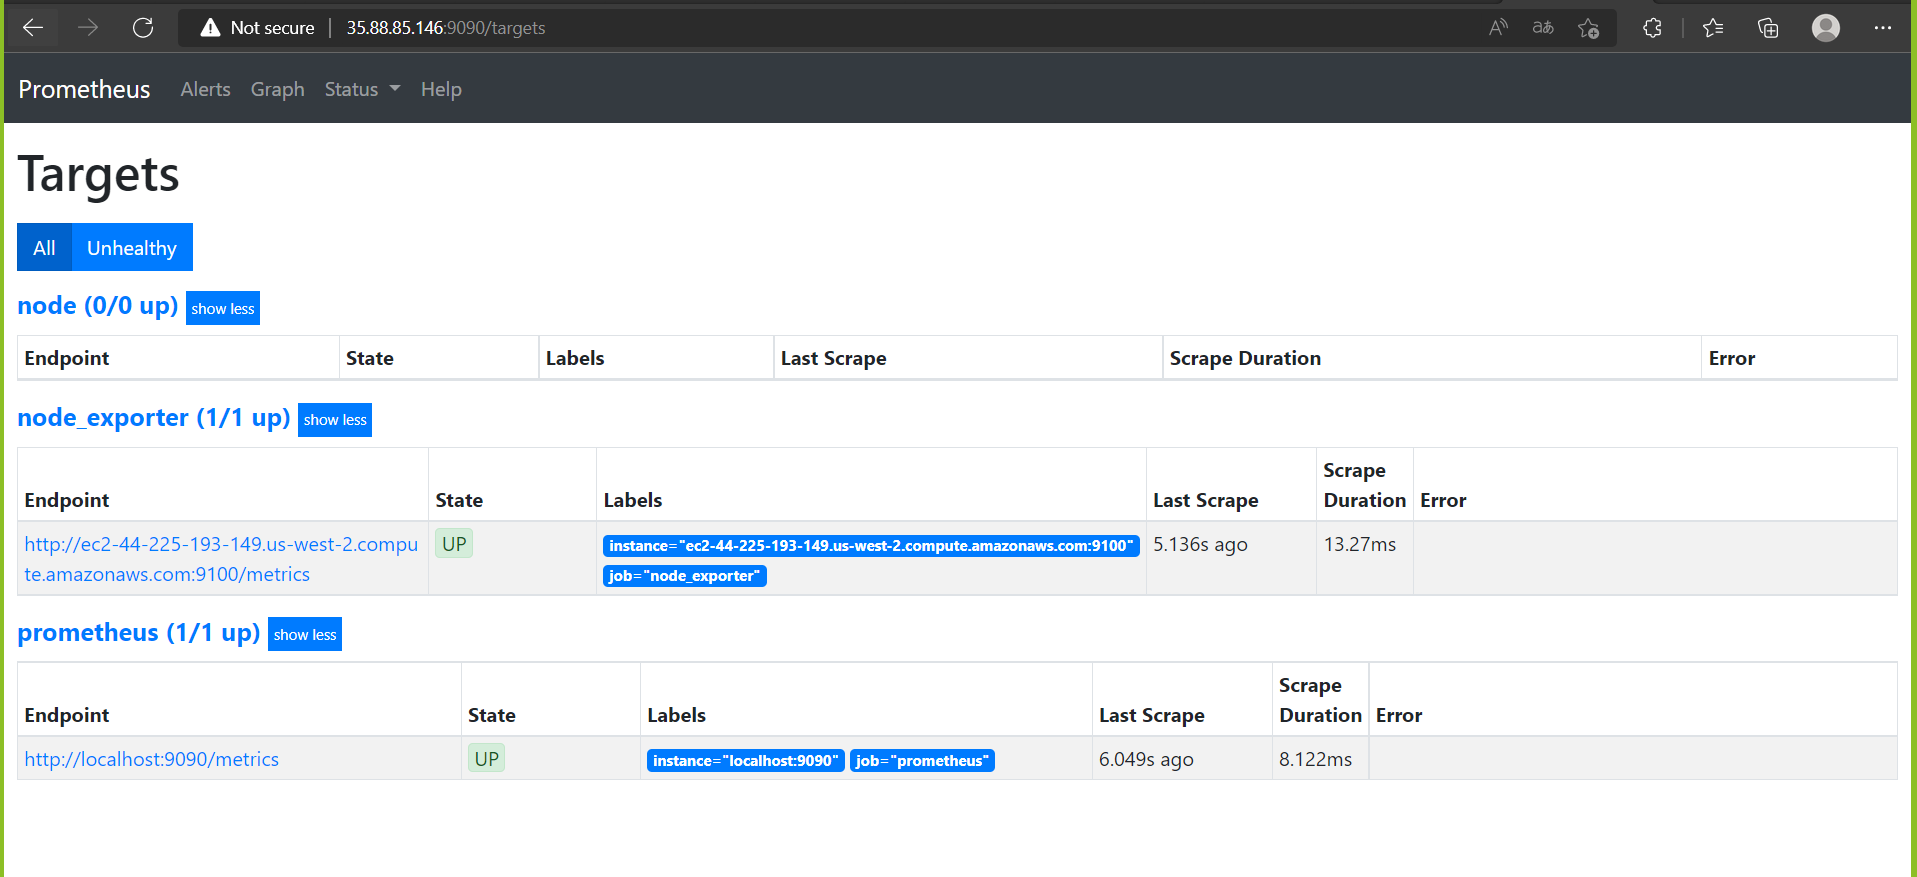 Not secure | 35.88.85.146:9090/targets
Prometheus Alerts Graph Status Help
Targets
All Unhealthy
node (0/0 up) show less
Endpoint State Labels Last Scrape Scrape Duration Error
node_exporter (1/1 up) show less
Endpoint State Labels Last Scrape Scrape Duration Error
http://ec2-44-225-193-149.us-west-2.compu
te.amazonaws.com:9100/metrics
UP
instance="ec2-44-225-193-149.us-west-2.compute.amazonaws.com:9100"
job="node_exporter"
5.136s ago
13.27ms
prometheus (1/1 up) show less
Endpoint State Labels Last Scrape Scrape Duration Error
http://localhost:9090/metrics UP instance="localhost:9090" job="prometheus" 6.049s ago 8.122ms